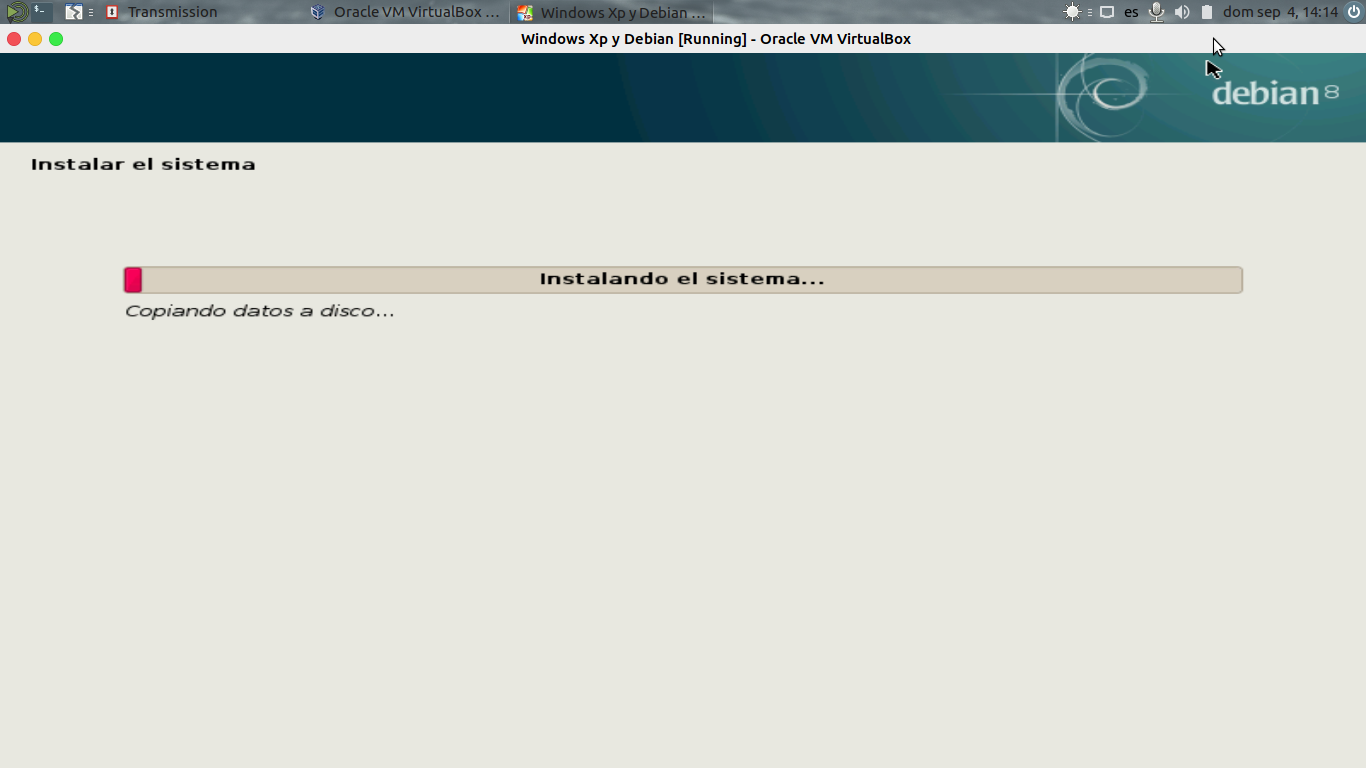 Transmission
Oracle VM VirtualBox ...
Windows Xp y Debian ...
es
dom sep 4, 14:14
Windows Xp y Debian [Running] - Oracle VM VirtualBox
debian 8
Instalar el sistema
Instalando el sistema...
Copiando datos a disco...